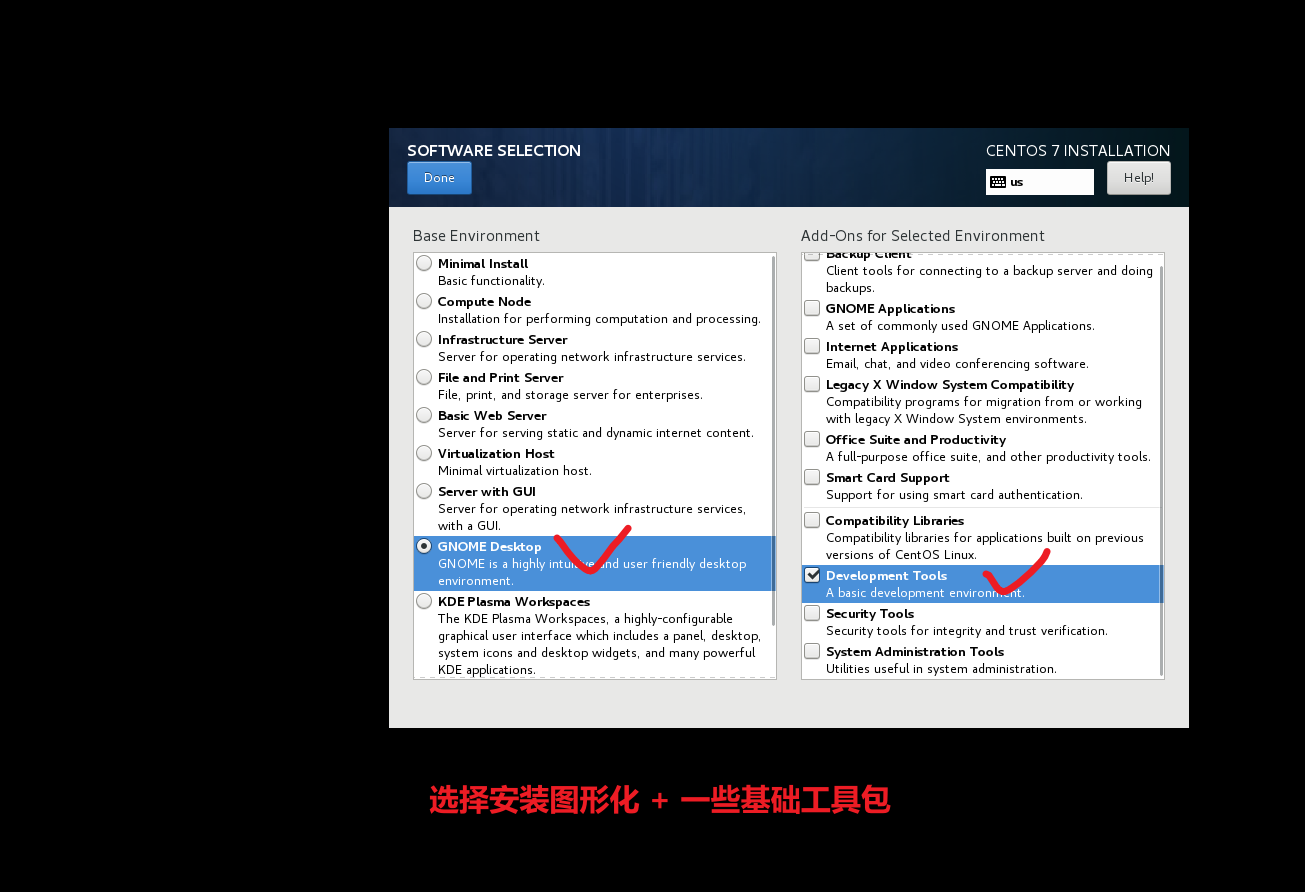 SOFTWARE SELECTION
CENTOS 7 INSTALLATION
Done
us
Help!
Base Environment
Minimal Install
Basic functionality.
Compute Node
Installation for performing computation and processing.
Infrastructure Server
Server for operating network infrastructure services.
File and Print Server
File, print, and storage server for enterprises.
Basic Web Server
Server for serving static and dynamic internet content.
Virtualization Host
Minimal virtualization host.
Server with GUI
Server for operating network infrastructure services,
with a GUI.
GNOME Desktop
GNOME is a highly intuitive and user friendly desktop
environment.
KDE Plasma Workspaces
The KDE Plasma Workspaces, a highly-configurable
graphical user interface which includes a panel, desktop,
system icons and desktop widgets, and many powerful
KDE applications.
Add-Ons for Selected Environment
Backup Client
Client tools for connecting to a backup server and doing
backups.
GNOME Applications
A set of commonly used GNOME Applications.
Internet Applications
Email, chat, and video conferencing software.
Legacy X Window System Compatibility
Compatibility programs for migration from or working
with legacy X Window System environments.
Office Suite and Productivity
A full-purpose office suite, and other productivity tools.
Smart Card Support
Support for using smart card authentication.
Compatibility Libraries
Compatibility libraries for applications built on previous
versions of CentOS Linux.
Development Tools
A basic development environment.
Security Tools
Security tools for integrity and trust verification.
System Administration Tools
Utilities useful in system administration.
选择安装图形化 + 一些基础工具包